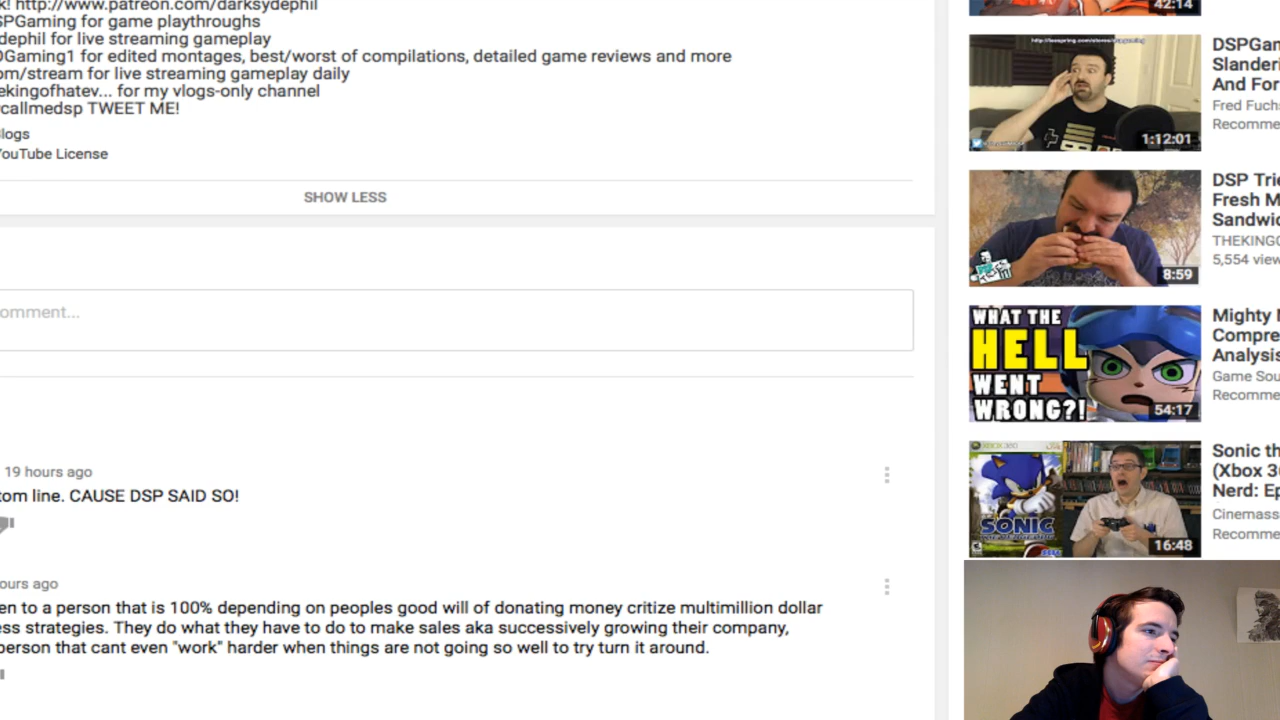 k! http://www.patreon.com/darksydephil
SPGaming for game playthroughs
dephil for live streaming gameplay
Gaming1 for edited montages, best/worst of compilations, detailed game reviews and more
om/stream for live streaming gameplay daily
ekingofhatev... for my vlogs-only channel
callmedsp TWEET ME!
logs
YouTube License
SHOW LESS
omment...
19 hours ago
tom line. CAUSE DSP SAID SO!
ours ago
en to a person that is 100% depending on peoples good will of donating money critize multimillion dollar
ess strategies. They do what they have to do to make sales aka successively growing their company,
person that cant even "work" harder when things are not going so well to try turn it around.
42:14
DSPGam
Slanderi
And For
Fred Fuchs
Recomme
1:12:01
DSP Trie
Fresh M
Sandwic
THEKINGO
5,554 view
8:59
WHAT THE
HELL
WENT
WRONG?!
54:17
Mighty N
Compre
Analysis
Game Sou
Recomme
XBOX 360
SONIC
SEGA
16:48
Sonic th
(Xbox 36
Nerd: Ep
Cinemass
Recomme